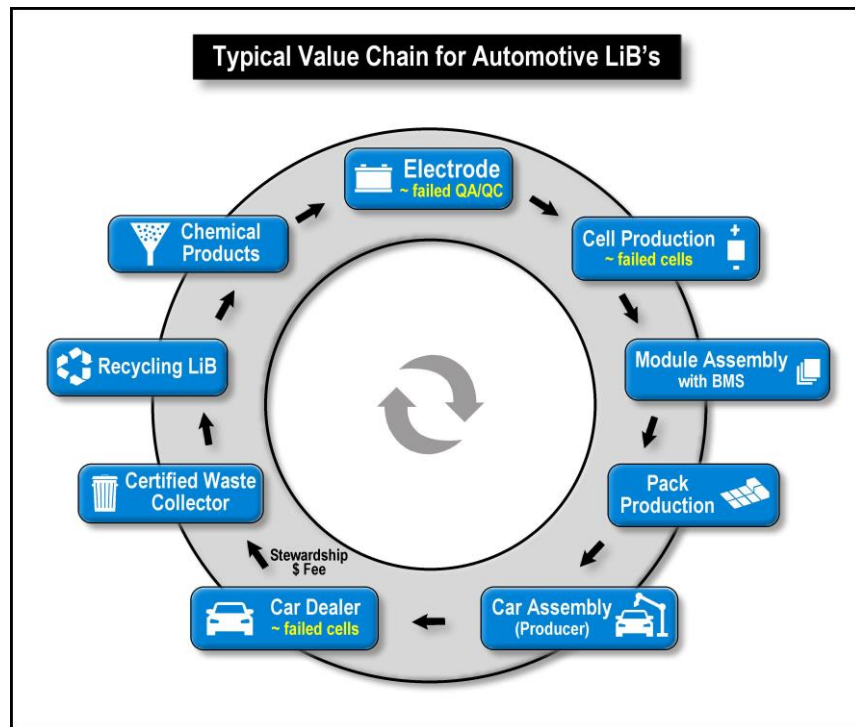 Typical Value Chain for Automotive LiB's
Electrode
~ failed QA/QC
Cell Production
~ failed cells
+
-
Module Assembly
with BMS
Pack
Production
Car Assembly
(Producer)
Car Dealer
~ failed cells
Stewardship
$ Fee
Certified Waste
Collector
Recycling LiB
Chemical
Products